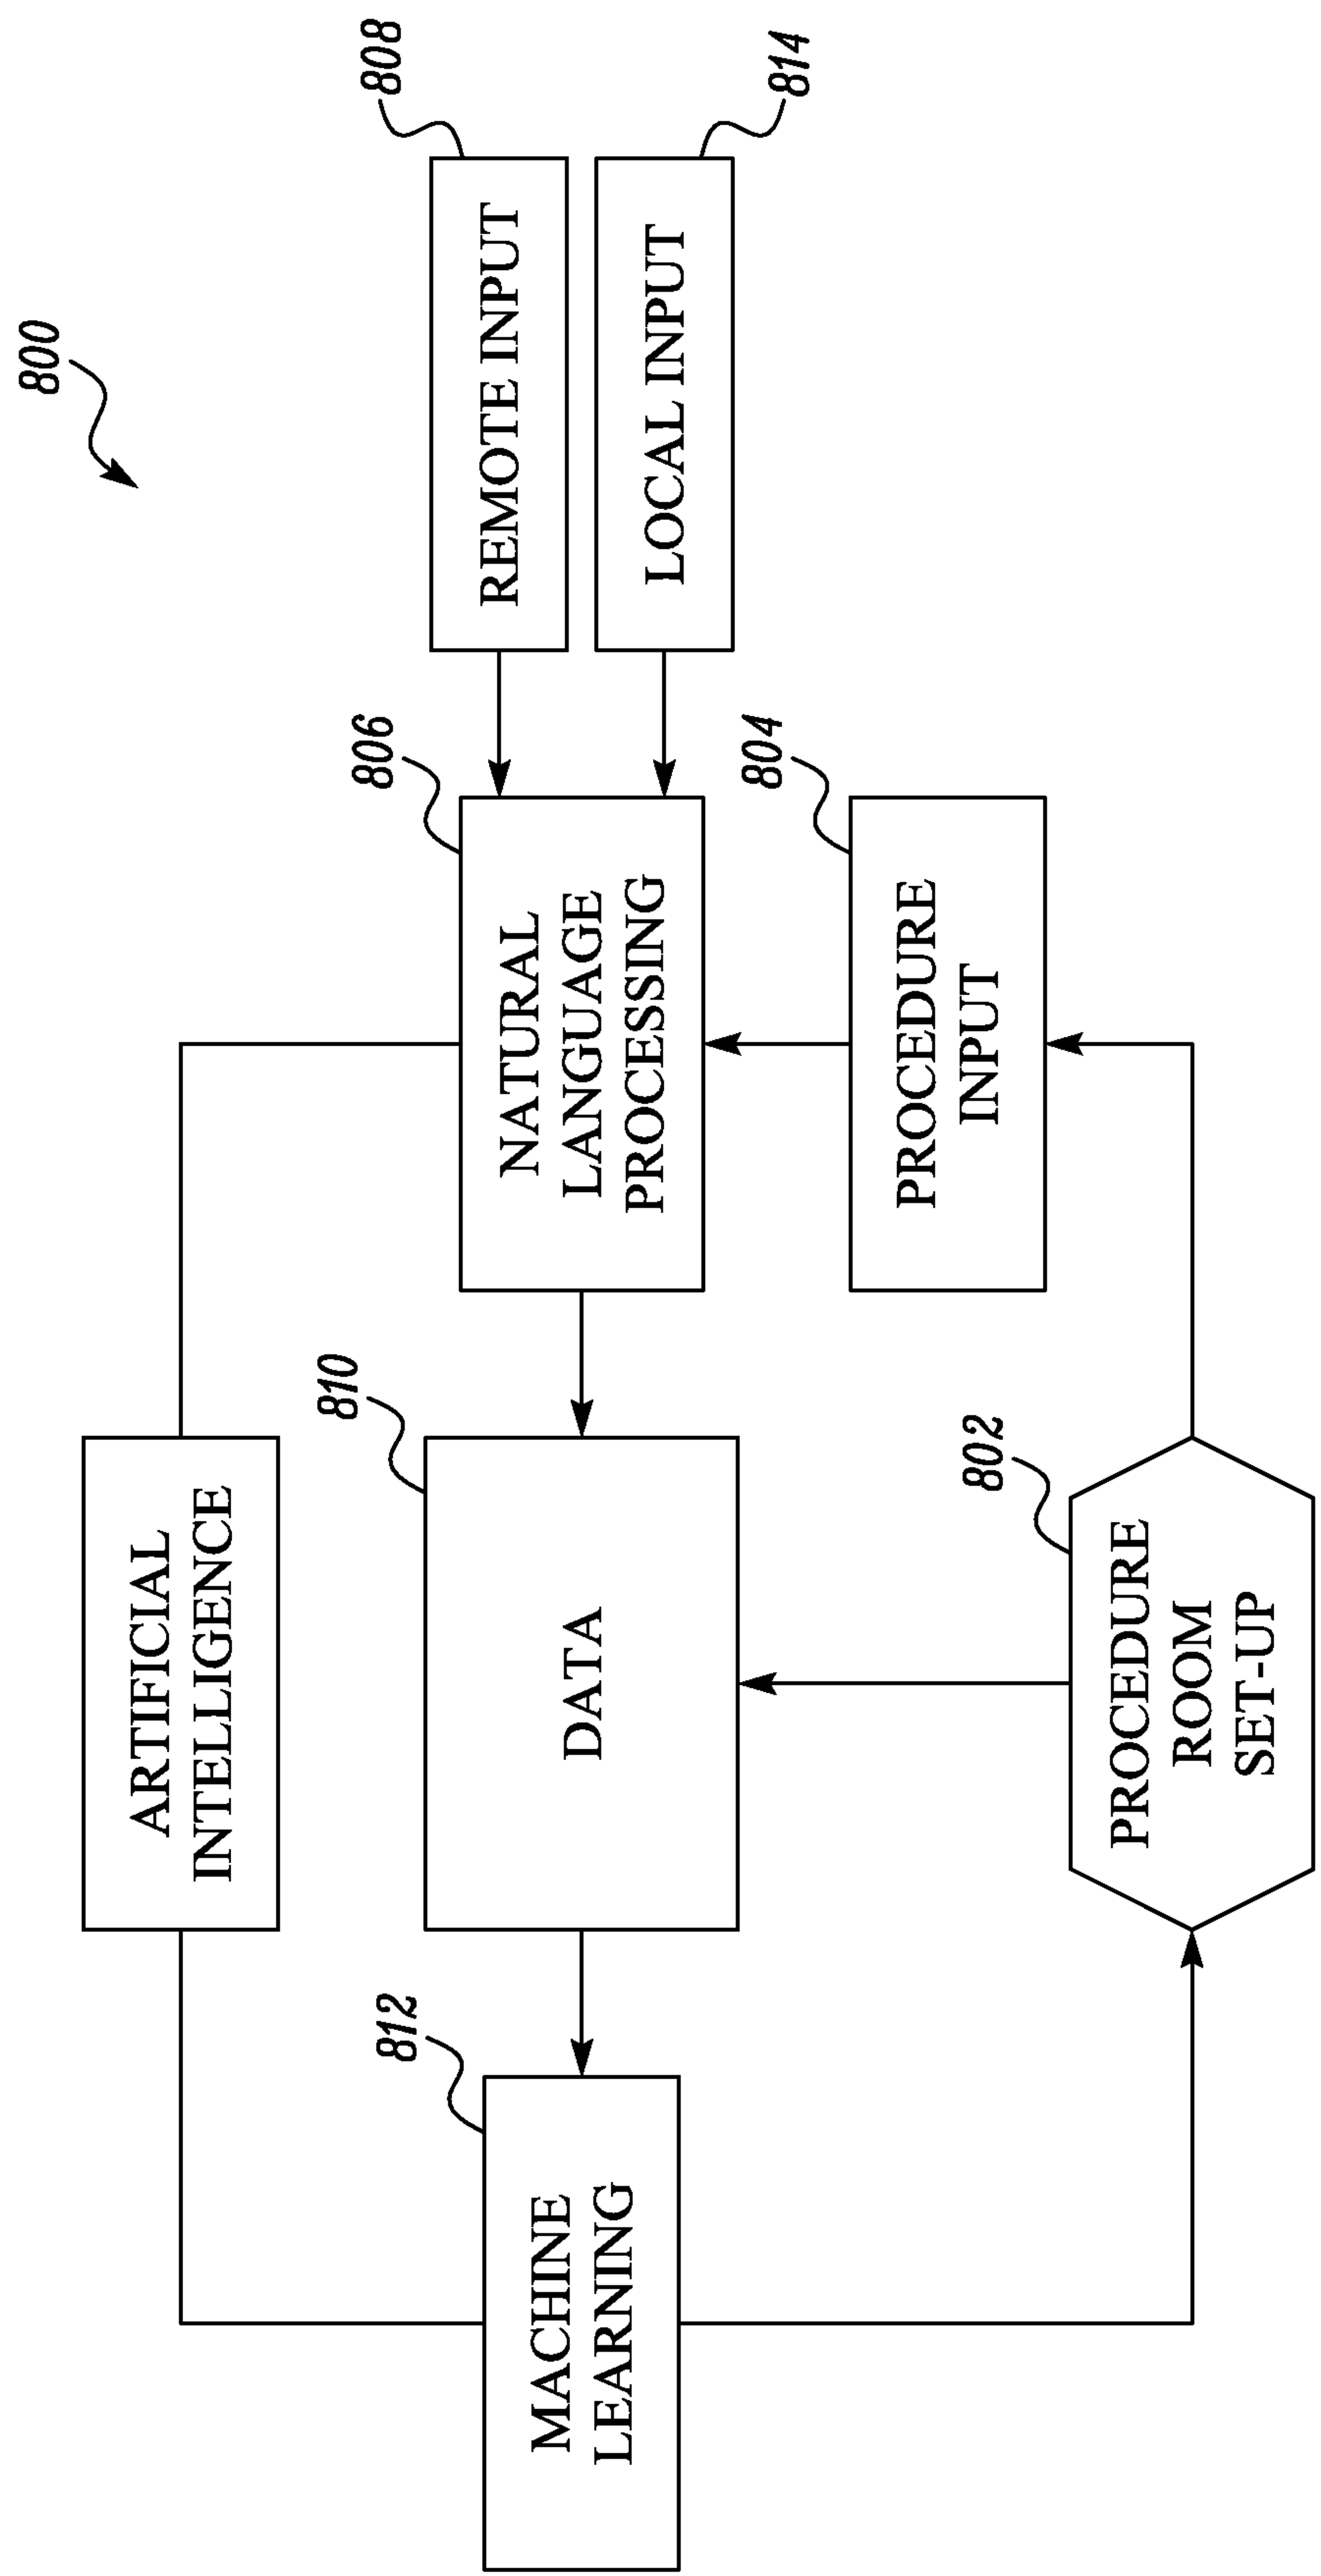 800
ARTIFICIAL
INTELLIGENCE
812
MACHINE
LEARNING
810
DATA
806
NATURAL
LANGUAGE
PROCESSING
808
REMOTE INPUT
LOCAL INPUT
814
804
PROCEDURE
INPUT
802
PROCEDURE
ROOM
SET-UP